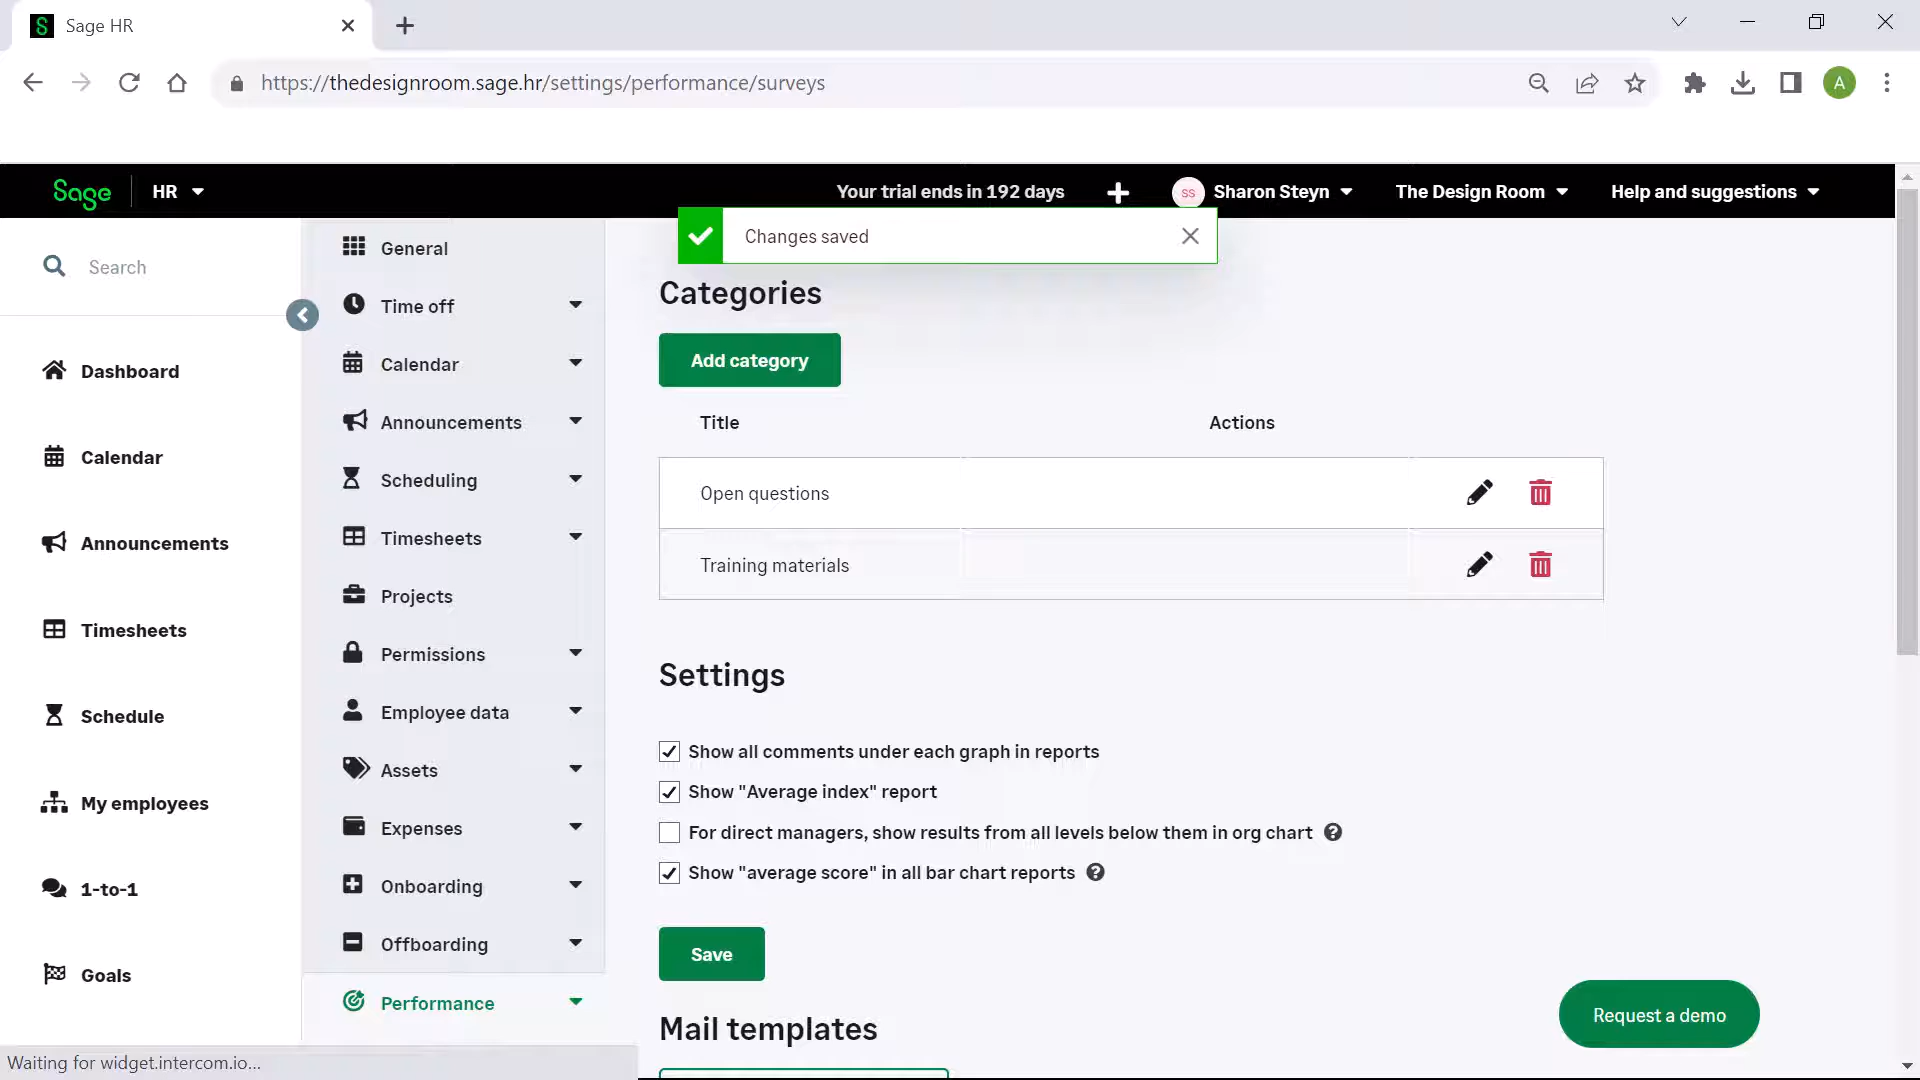 Sage HR
https://thedesignroom.sage.hr/settings/performance/surveys
A
Sage
HR
Your trial ends in 192 days
SS
Sharon Steyn
The Design Room
Help and suggestions
Changes saved
Search
Dashboard
Calendar
Announcements
Timesheets
Schedule
My employees
1-to-1
Goals
General
Time off
Calendar
Announcements
Scheduling
Timesheets
Projects
Permissions
Employee data
Assets
Expenses
Onboarding
Offboarding
Performance
Categories
Add category
Title Actions
Open questions
Training materials
Settings
Show all comments under each graph in reports
Show "Average index" report
For direct managers, show results from all levels below them in org chart
Show "average score" in all bar chart reports
Save
Mail templates
Request a demo
Waiting for widget.intercom.io...